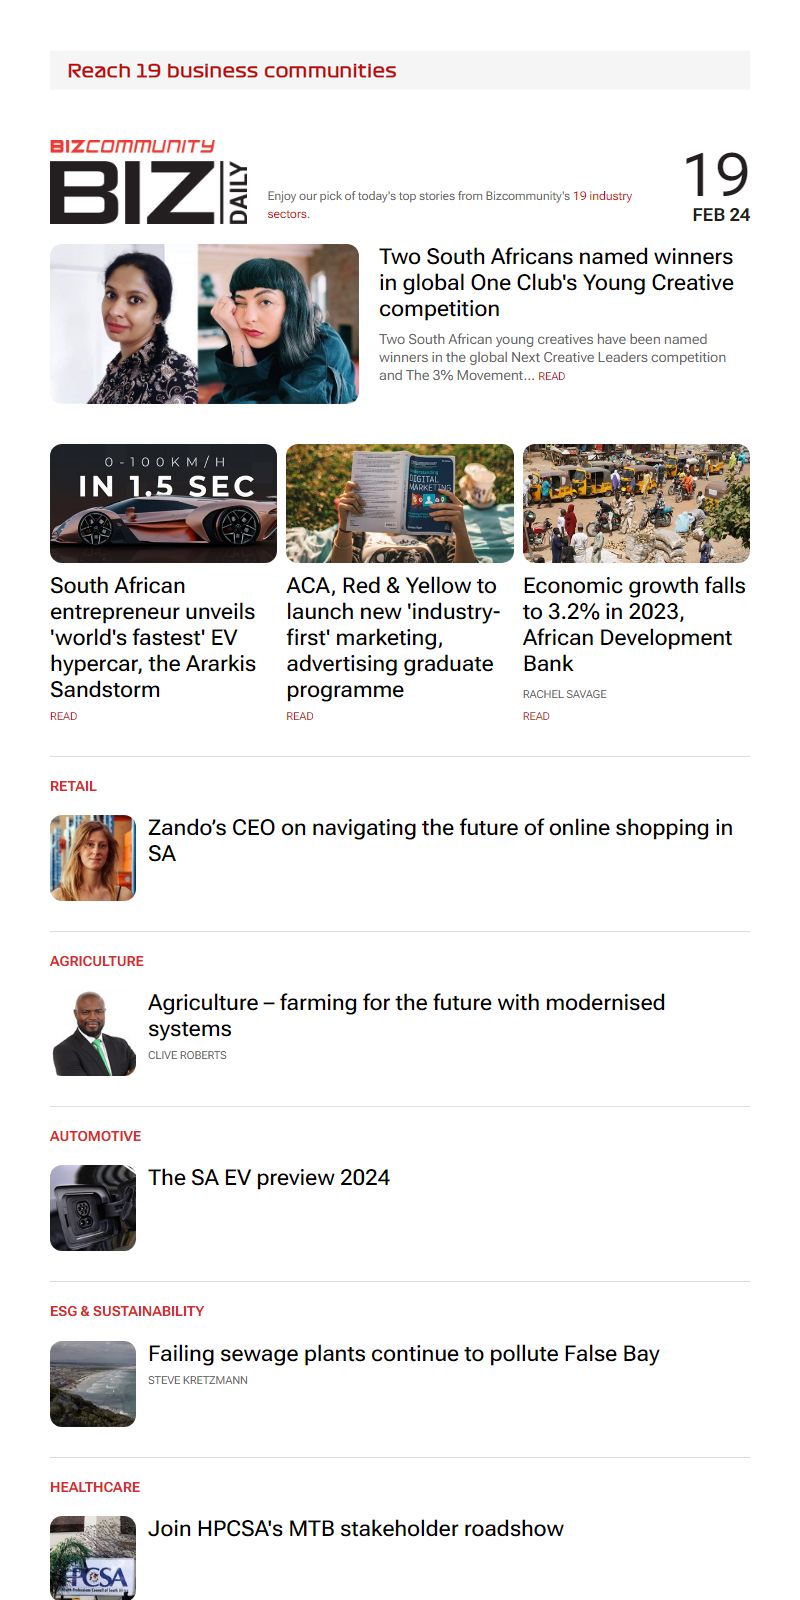 Reach 19 business communities
BIZCOMMUNITY
BIZ DAILY
Enjoy our pick of today's top stories from Bizcommunity's 19 industry
sectors.
19
FEB 24
Two South Africans named winners
in global One Club's Young Creative
competition
Two South African young creatives have been named
winners in the global Next Creative Leaders competition
and The 3% Movement... READ
0-100KM/H
IN 1.5 SEC
South African
entrepreneur unveils
'world's fastest' EV
hypercar, the Ararkis
Sandstorm
READ
Understanding
DIGITAL
MARKETING
ACA, Red & Yellow to
launch new 'industry-
first' marketing,
advertising graduate
programme
READ
Economic growth falls
to 3.2% in 2023,
African Development
Bank
RACHEL SAVAGE
READ
RETAIL
Zando’s CEO on navigating the future of online shopping in
SA
AGRICULTURE
Agriculture – farming for the future with modernised
systems
CLIVE ROBERTS
AUTOMOTIVE
The SA EV preview 2024
ESG & SUSTAINABILITY
Failing sewage plants continue to pollute False Bay
STEVE KRETZMANN
HEALTHCARE
Join HPCSA's MTB stakeholder roadshow
PCSA